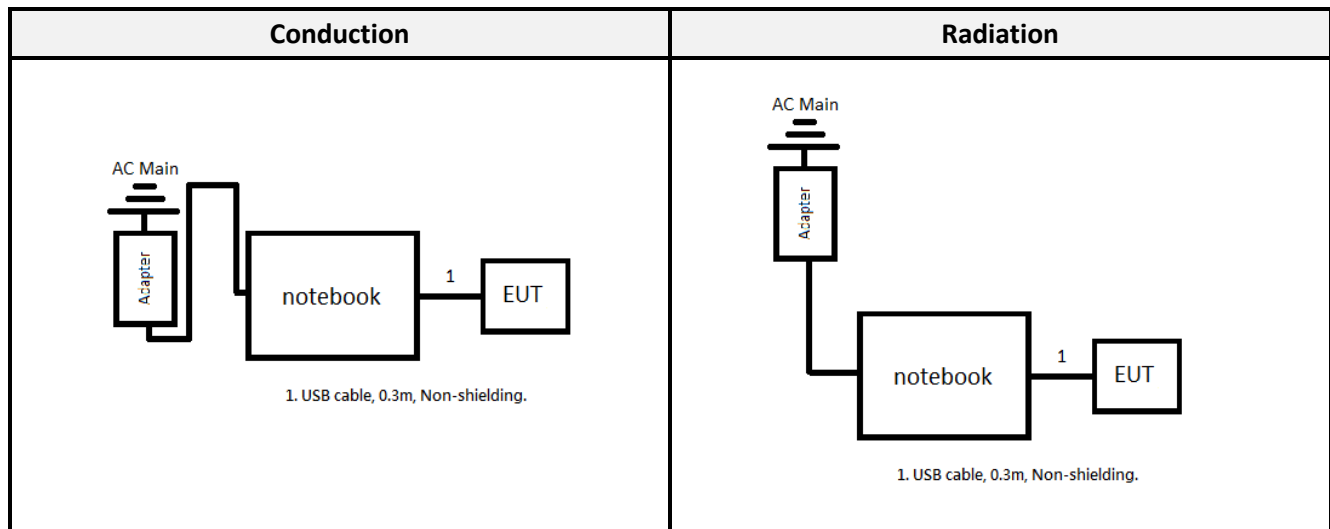 Conduction
Radiation
AC Main
Adapter
notebook
1
EUT
1. USB cable, 0.3m, Non-shielding.
AC Main
Adapter
notebook
1
EUT
1. USB cable, 0.3m, Non-shielding.